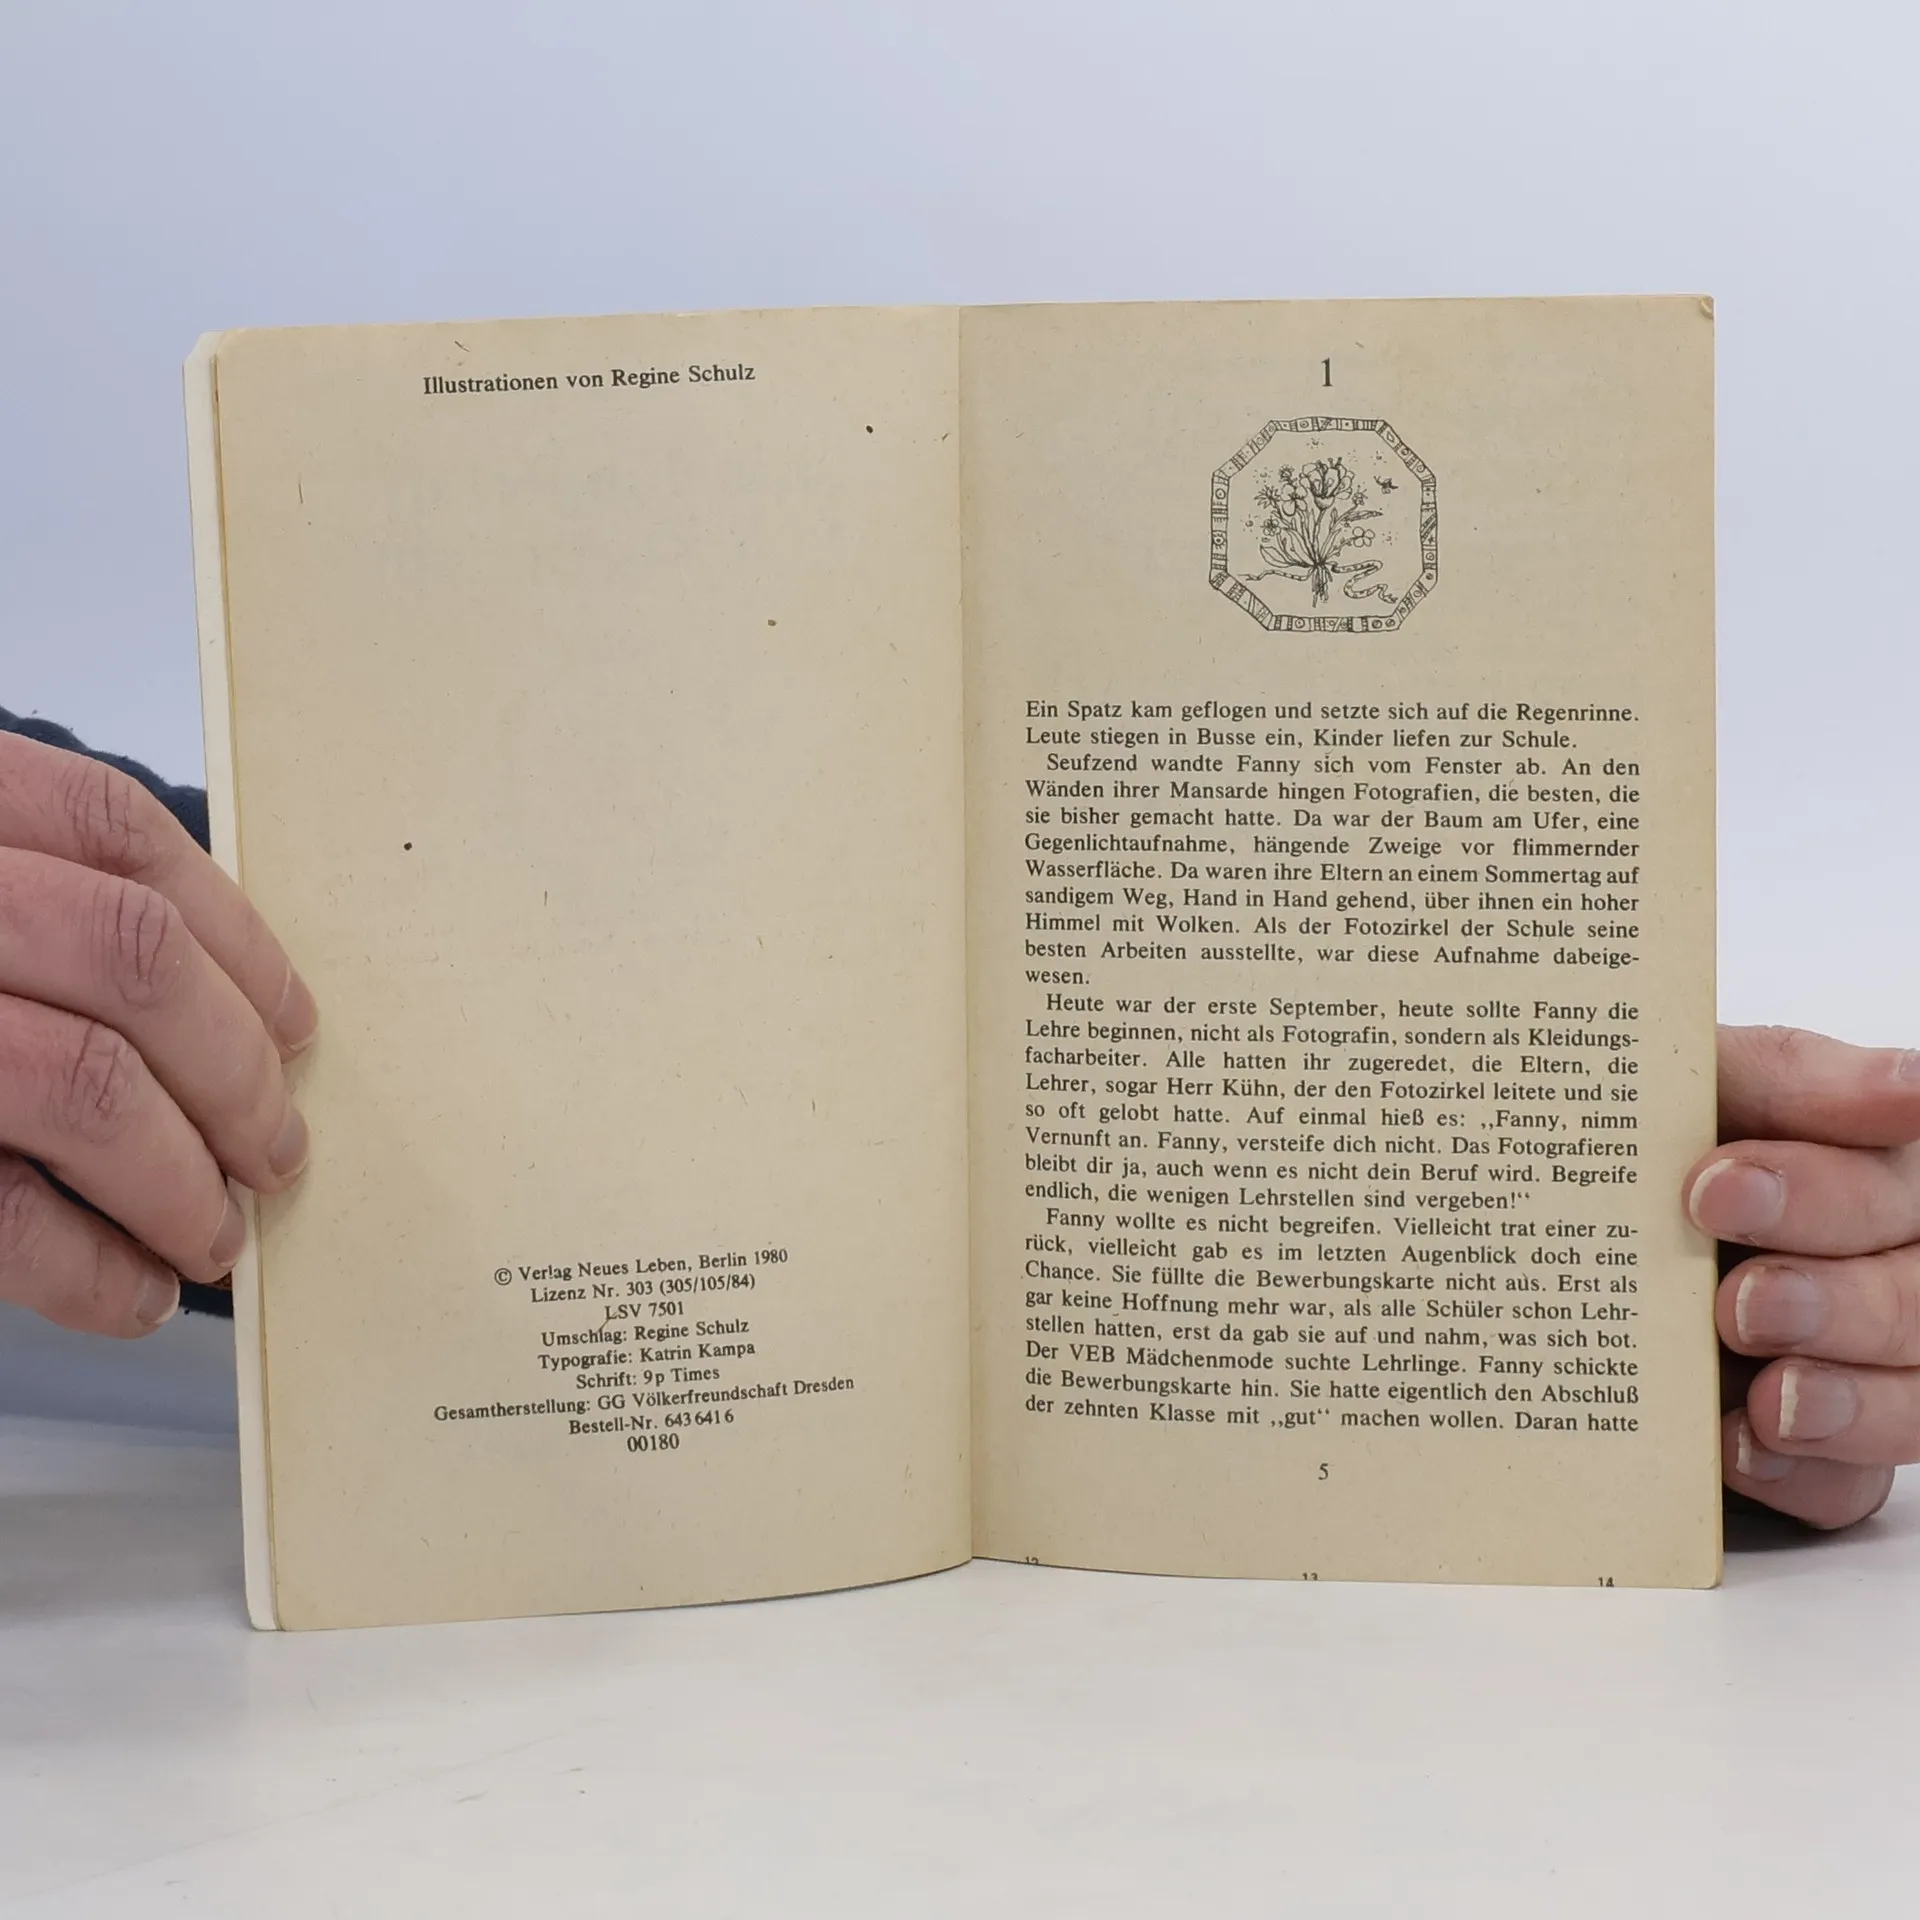 Illustrationen von Regine Schulz
© Verlag Neues Leben, Berlin 1980
Lizenz Nr. 303 (305/105/84)
LSV 7501
Umschlag: Regine Schulz
Typografie: Katrin Kampa
Schrift: 9p Times
Gesamtherstellung: GG Völkerfreundschaft Dresden
Bestell-Nr. 643 641 6
00180
1
Ein Spatz kam geflogen und setzte sich auf die Regenrinne.
Leute stiegen in Busse ein, Kinder liefen zur Schule.
Seufzend wandte Fanny sich vom Fenster ab. An den
Wänden ihrer Mansarde hingen Fotografien, die besten, die
sie bisher gemacht hatte. Da war der Baum am Ufer, eine
Gegenlichtaufnahme, hängende Zweige vor flimmernder
Wasserfläche. Da waren ihre Eltern an einem Sommertag auf
sandigem Weg, Hand in Hand gehend, über ihnen ein hoher
Himmel mit Wolken. Als der Fotozirkel der Schule seine
besten Arbeiten ausstellte, war diese Aufnahme dabeige-
wesen.
Heute war der erste September, heute sollte Fanny die
Lehre beginnen, nicht als Fotografin, sondern als Kleidungs-
facharbeiter. Alle hatten ihr zugeredet, die Eltern, die
Lehrer, sogar Herr Kühn, der den Fotozirkel leitete und sie
so oft gelobt hatte. Auf einmal hieß es: ,,Fanny, nimm
Vernunft an. Fanny, versteife dich nicht. Das Fotografieren
bleibt dir ja, auch wenn es nicht dein Beruf wird. Begreife
endlich, die wenigen Lehrstellen sind vergeben!“
Fanny wollte es nicht begreifen. Vielleicht trat einer zu-
rück, vielleicht gab es im letzten Augenblick doch eine
Chance. Sie füllte die Bewerbungskarte nicht aus. Erst als
gar keine Hoffnung mehr war, als alle Schüler schon Lehr-
stellen hatten, erst da gab sie auf und nahm, was sich bot.
Der VEB Mädchenmode suchte Lehrlinge. Fanny schickte
die Bewerbungskarte hin. Sie hatte eigentlich den Abschluß
der zehnten Klasse mit ,,gut“ machen wollen. Daran hatte
5
12
13
14